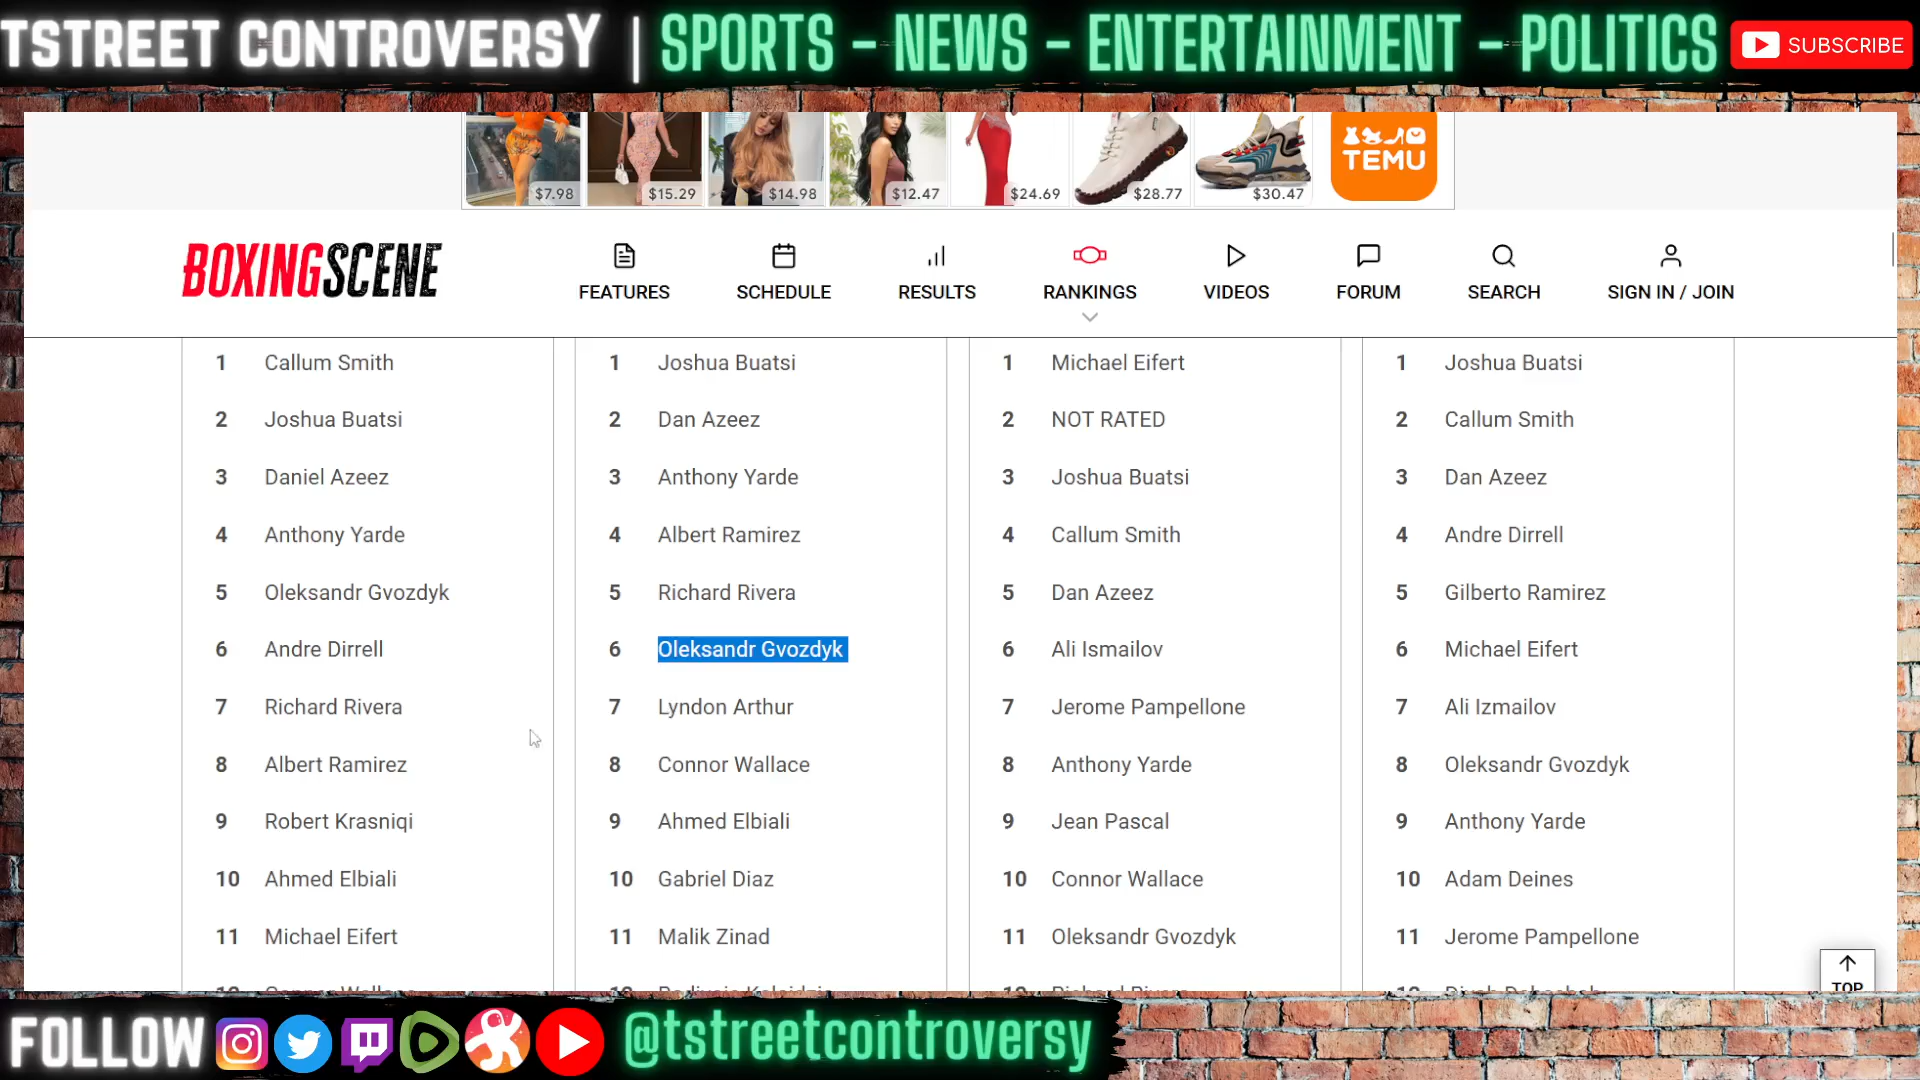 TSTREET CONTROVERSY | SPORTS - NEWS - ENTERTAINMENT - POLITICS SUBSCRIBE
$7.98 $15.29 $14.98 $12.47 $24.69 $28.77 $30.47 TEMU
BOXINGSCENE
FEATURES SCHEDULE RESULTS RANKINGS VIDEOS FORUM SEARCH SIGN IN / JOIN
1 Callum Smith 1 Joshua Buatsi 1 Michael Eifert 1 Joshua Buatsi
2 Joshua Buatsi 2 Dan Azeez 2 NOT RATED 2 Callum Smith
3 Daniel Azeez 3 Anthony Yarde 3 Joshua Buatsi 3 Dan Azeez
4 Anthony Yarde 4 Albert Ramirez 4 Callum Smith 4 Andre Dirrell
5 Oleksandr Gvozdyk 5 Richard Rivera 5 Dan Azeez 5 Gilberto Ramirez
6 Andre Dirrell 6 Oleksandr Gvozdyk 6 Ali Ismailov 6 Michael Eifert
7 Richard Rivera 7 Lyndon Arthur 7 Jerome Pampellone 7 Ali Izmailov
8 Albert Ramirez 8 Connor Wallace 8 Anthony Yarde 8 Oleksandr Gvozdyk
9 Robert Krasniqi 9 Ahmed Elbiali 9 Jean Pascal 9 Anthony Yarde
10 Ahmed Elbiali 10 Gabriel Diaz 10 Connor Wallace 10 Adam Deines
11 Michael Eifert 11 Malik Zinad 11 Oleksandr Gvozdyk 11 Jerome Pampellone
TOP
FOLLOW @tstreetcontroversy